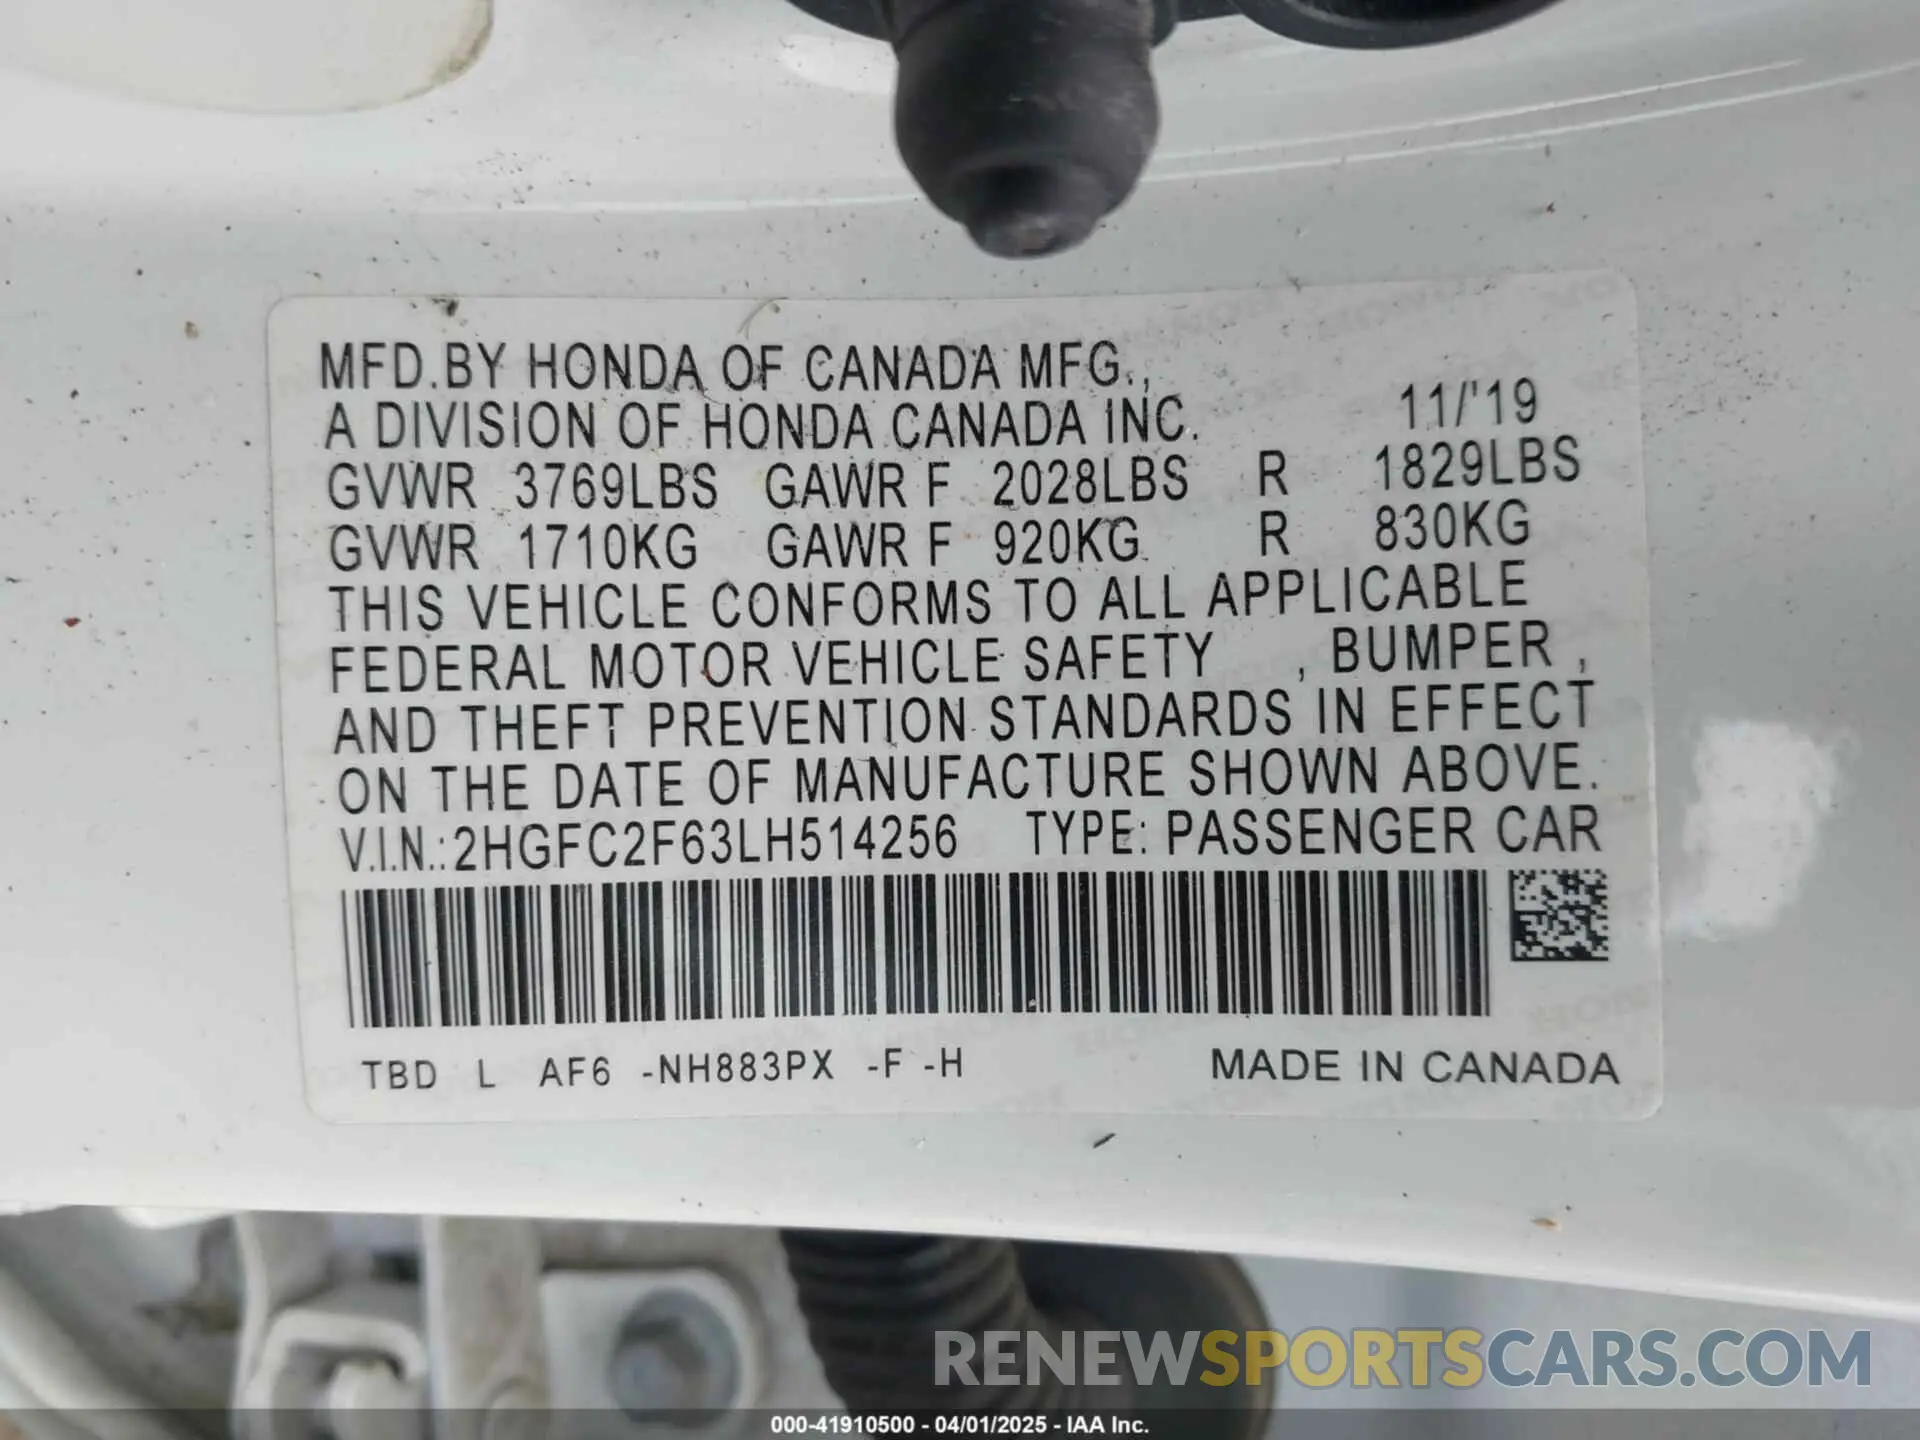 MFD.BY HONDA OF CANADA MFG.,
A DIVISION OF HONDA CANADA INC. 11/'19
GVWR 3769LBS GAWR F 2028LBS R 1829LBS
GVWR 1710KG GAWR F 920KG R 830KG
THIS VEHICLE CONFORMS TO ALL APPLICABLE
FEDERAL MOTOR VEHICLE SAFETY , BUMPER ,
AND THEFT PREVENTION STANDARDS IN EFFECT
ON THE DATE OF MANUFACTURE SHOWN ABOVE.
V.I.N.:2HGFC2F63LH514256 TYPE: PASSENGER CAR
TBD L AF6 -NH883PX -F -H MADE IN CANADA
RENEWSPORTSCARS.COM
000-41910500 - 04/01/2025 - IAA Inc.